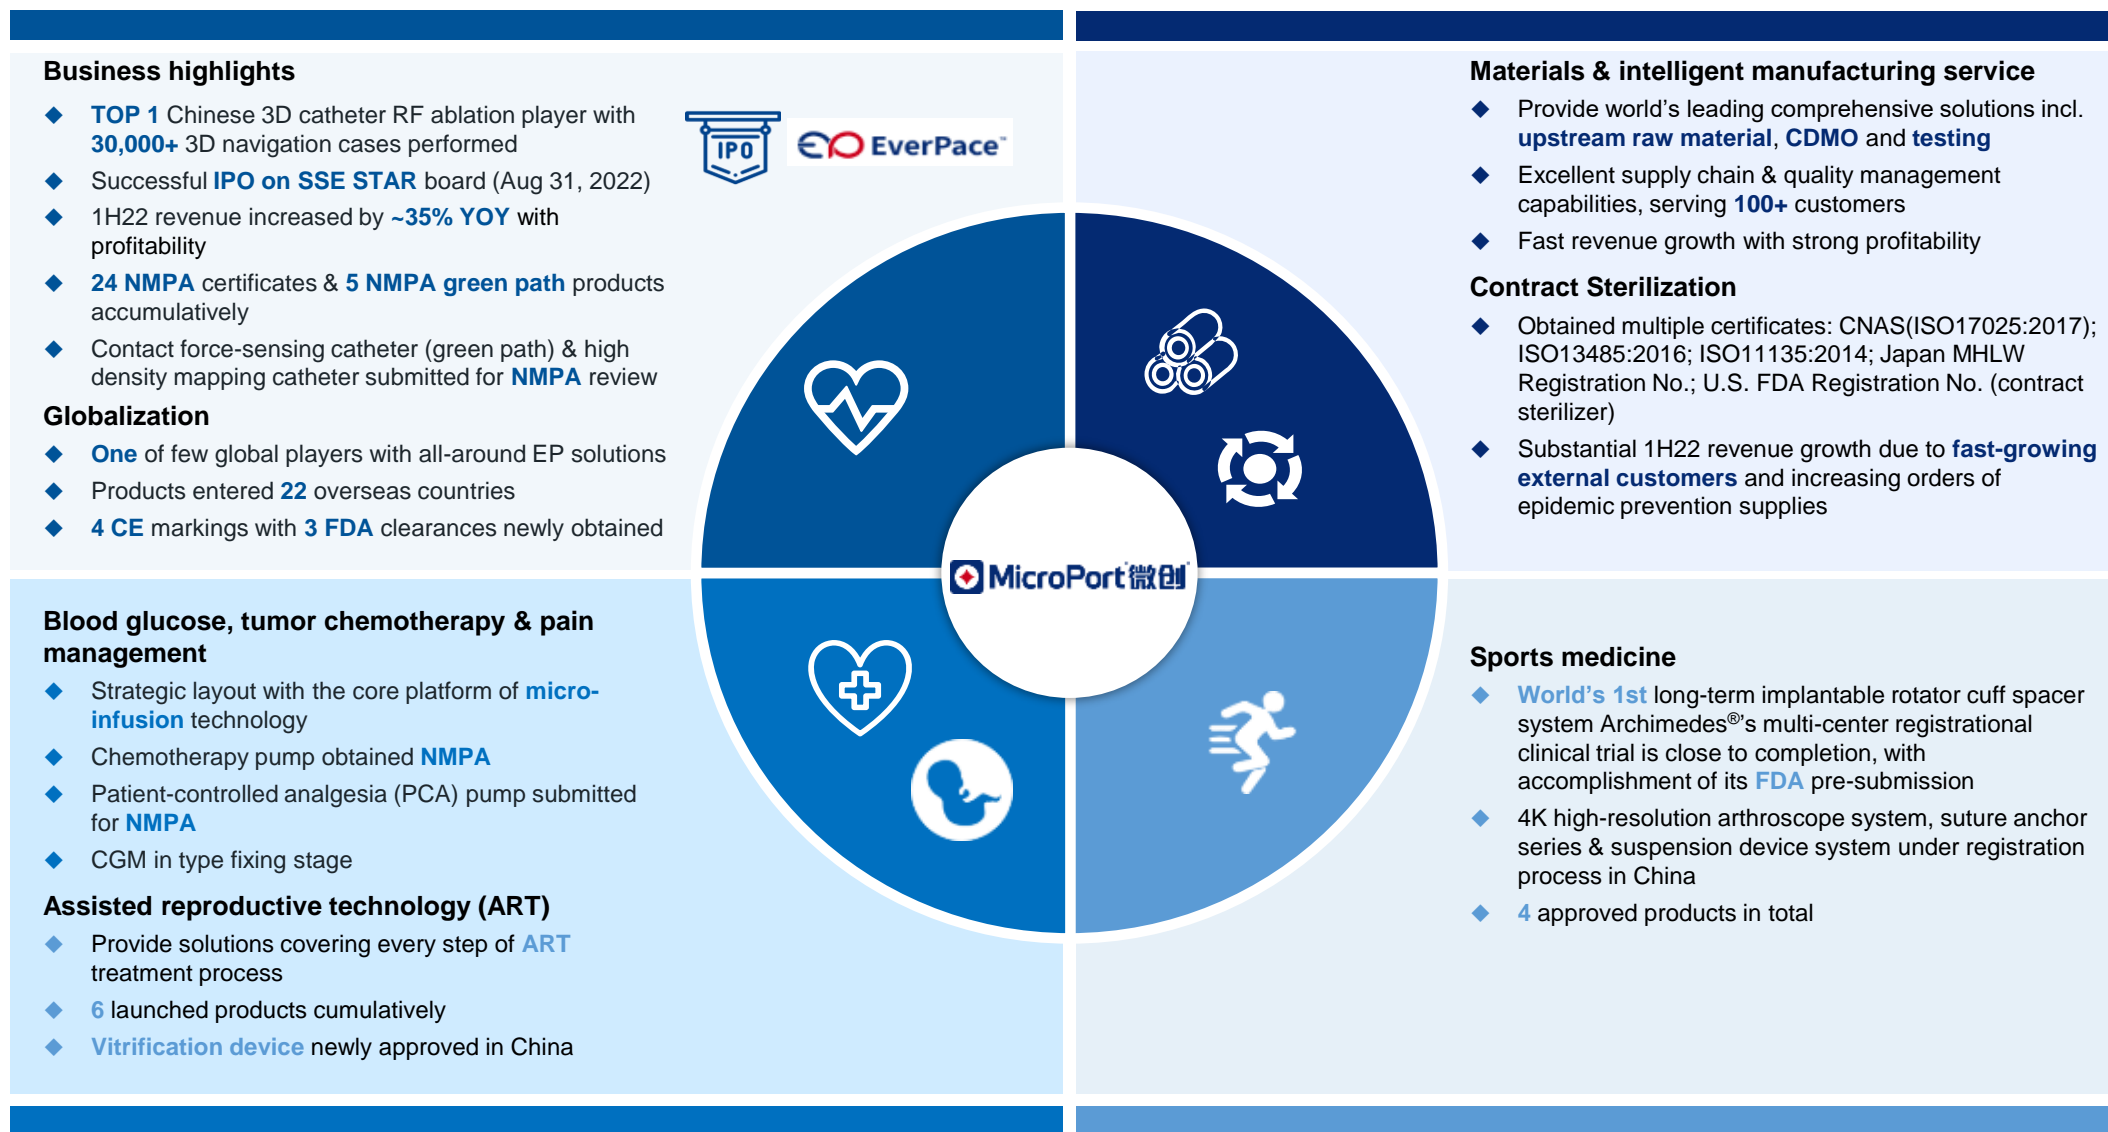 Business highlights
TOP 1 Chinese 3D catheter RF ablation player with
30,000+ 3D navigation cases performed
Successful IPO on SSE STAR board (Aug 31, 2022)
1H22 revenue increased by ~35% YOY with
profitability
24 NMPA certificates & 5 NMPA green path products
accumulatively
Contact force-sensing catheter (green path) & high
density mapping catheter submitted for NMPA review
Globalization
One of few global players with all-around EP solutions
Products entered 22 overseas countries
4 CE markings with 3 FDA clearances newly obtained
IPO
EverPace™
Materials & intelligent manufacturing service
Provide world’s leading comprehensive solutions incl.
upstream raw material, CDMO and testing
Excellent supply chain & quality management
capabilities, serving 100+ customers
Fast revenue growth with strong profitability
Contract Sterilization
Obtained multiple certificates: CNAS(ISO17025:2017);
ISO13485:2016; ISO11135:2014; Japan MHLW
Registration No.; U.S. FDA Registration No. (contract
sterilizer)
Substantial 1H22 revenue growth due to fast-growing
external customers and increasing orders of
epidemic prevention supplies
MicroPort 微创
Blood glucose, tumor chemotherapy & pain
management
Strategic layout with the core platform of micro-
infusion technology
Chemotherapy pump obtained NMPA
Patient-controlled analgesia (PCA) pump submitted
for NMPA
CGM in type fixing stage
Assisted reproductive technology (ART)
Provide solutions covering every step of ART
treatment process
6 launched products cumulatively
Vitrification device newly approved in China
Sports medicine
World’s 1st long-term implantable rotator cuff spacer
system Archimedes®’s multi-center registrational
clinical trial is close to completion, with
accomplishment of its FDA pre-submission
4K high-resolution arthroscope system, suture anchor
series & suspension device system under registration
process in China
4 approved products in total